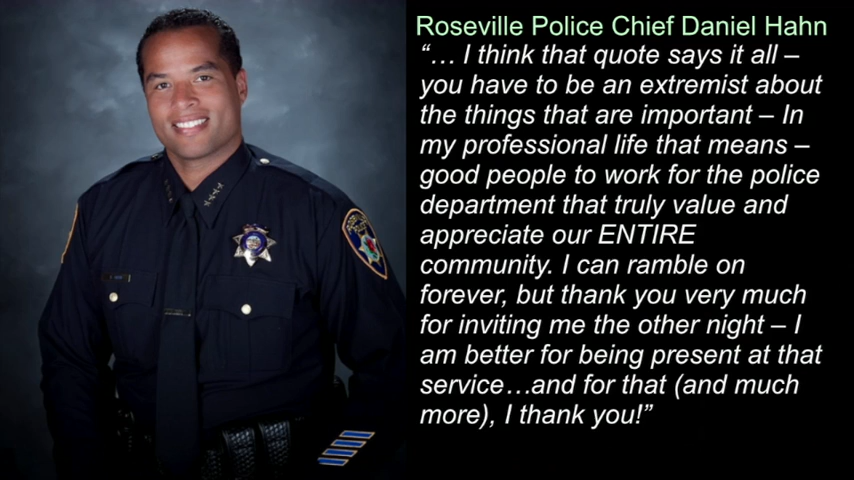 Roseville Police Chief Daniel Hahn
“… I think that quote says it all –
you have to be an extremist about
the things that are important – In
my professional life that means –
good people to work for the police
department that truly value and
appreciate our ENTIRE
community. I can ramble on
forever, but thank you very much
for inviting me the other night – I
am better for being present at that
service…and for that (and much
more), I thank you!”